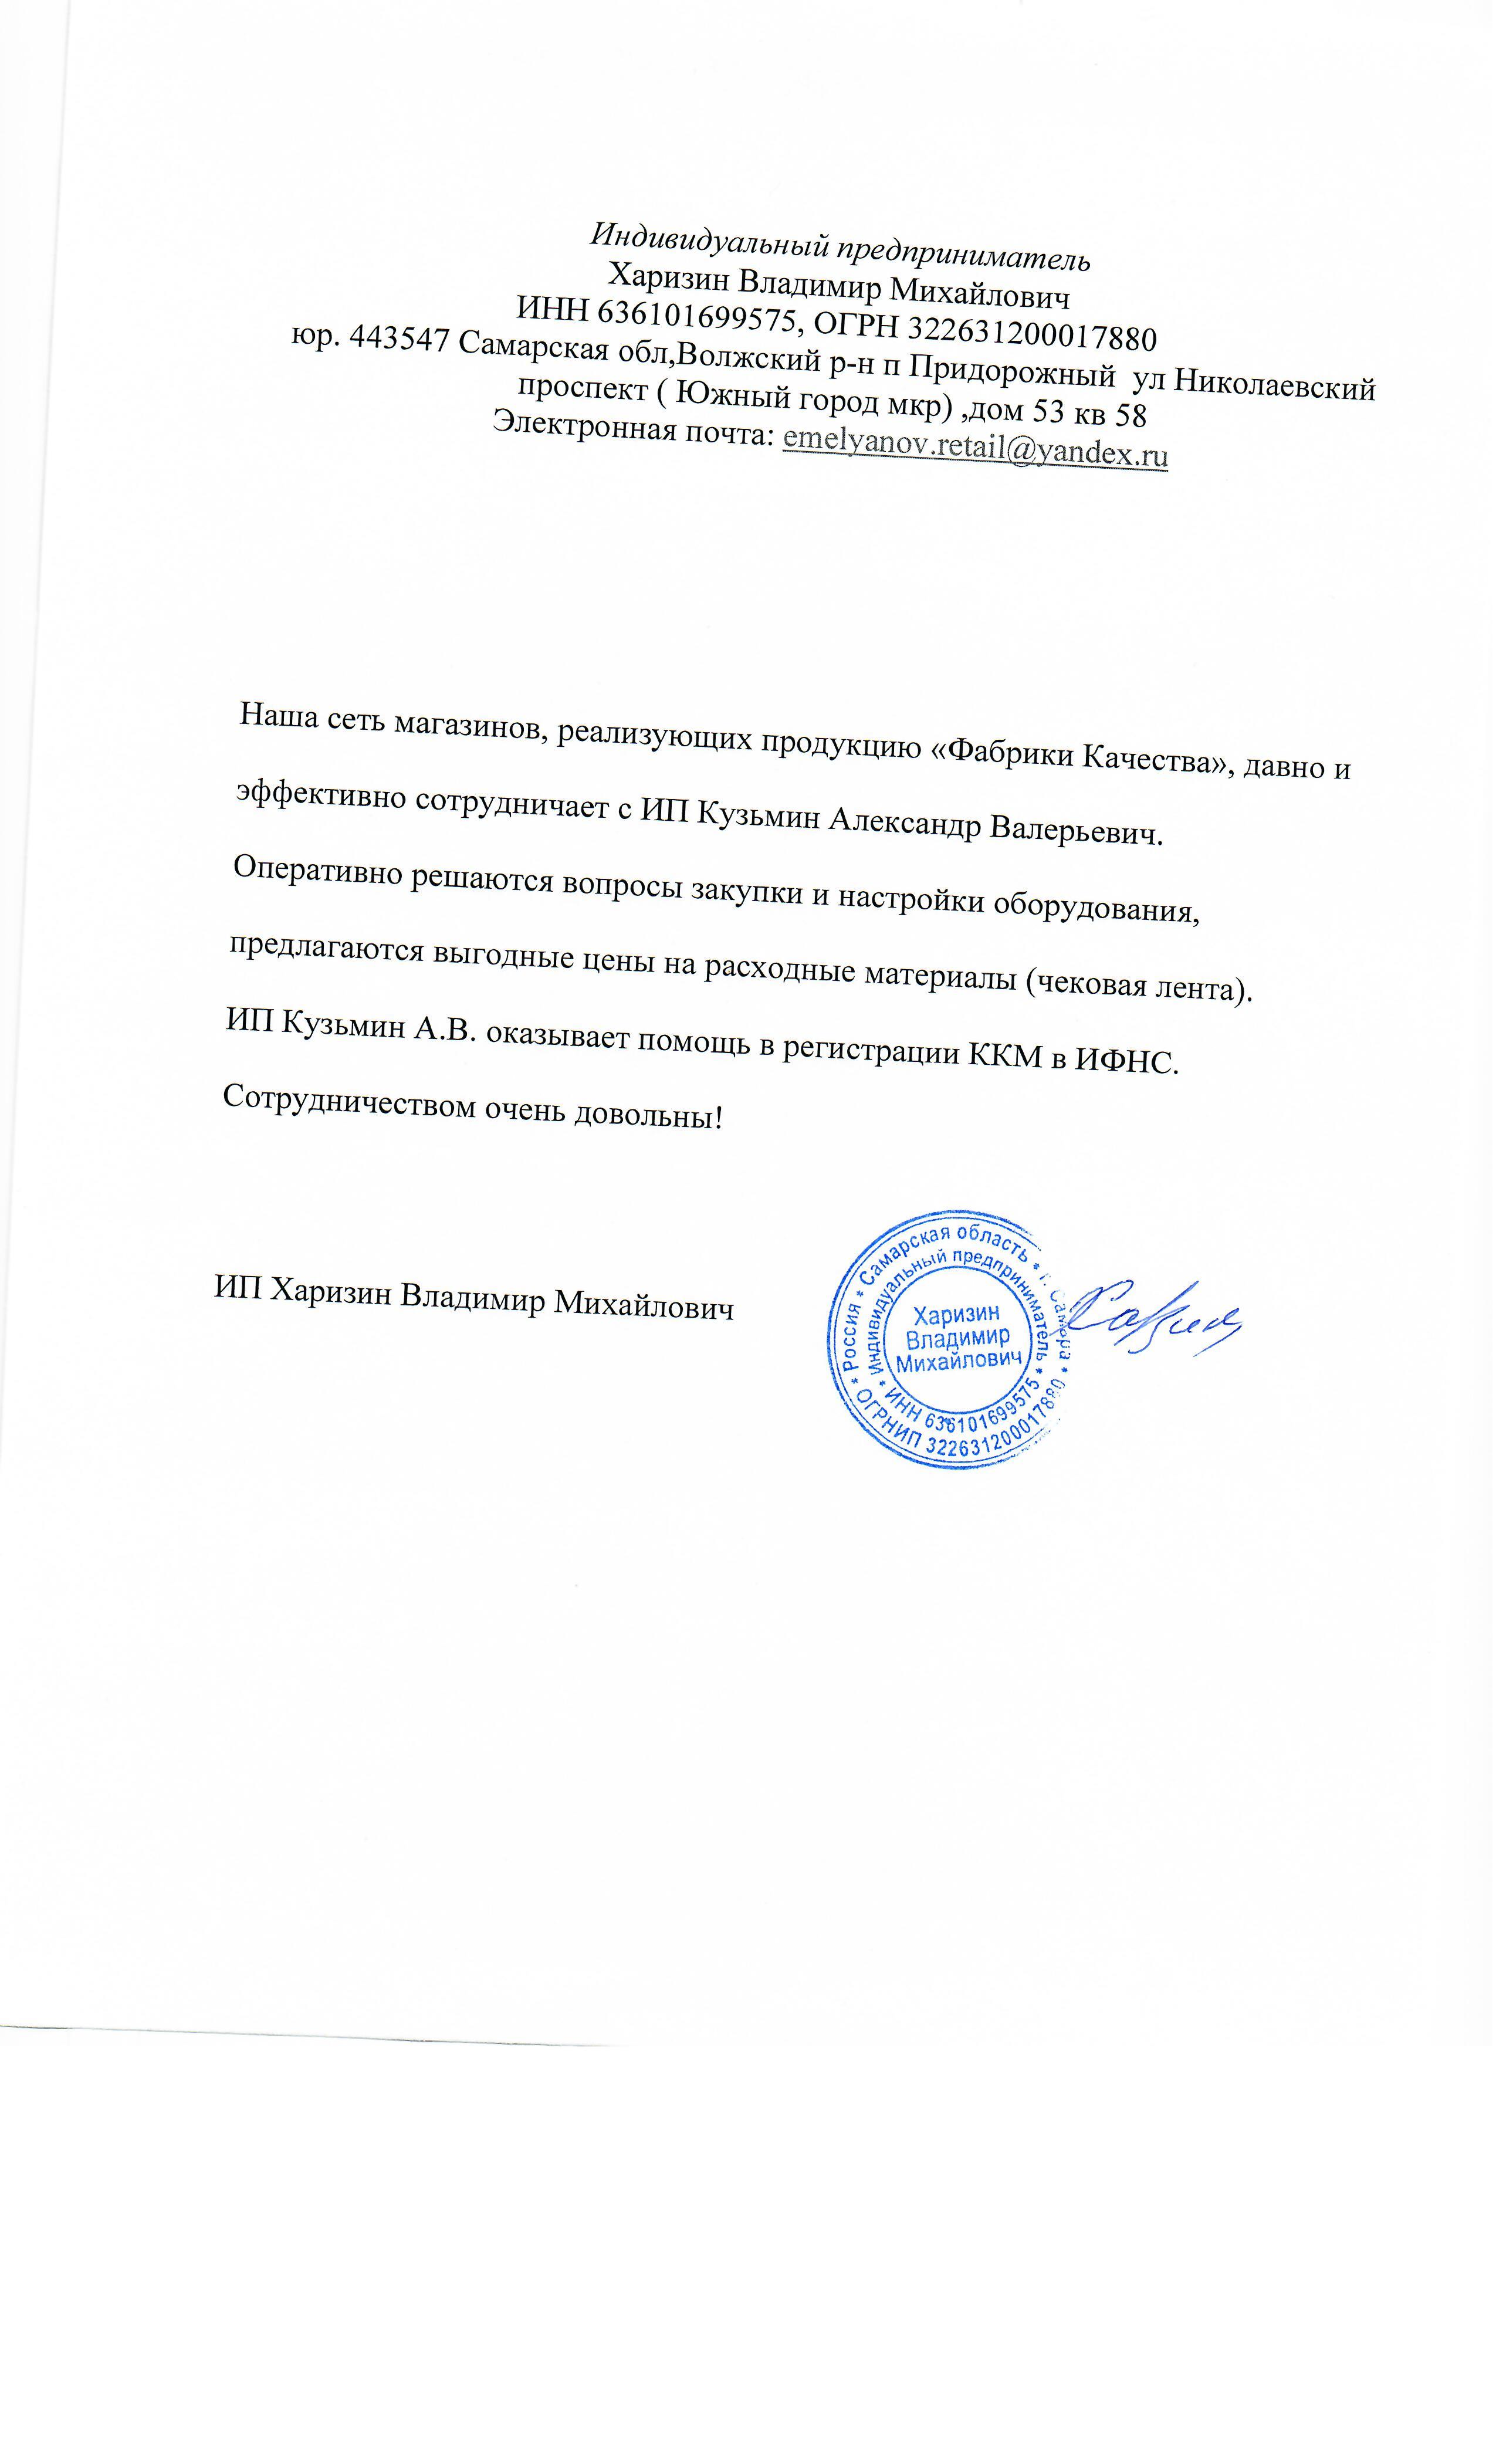 Индивидуальный предприниматель
Харизин Владимир Михайлович
ИНН 636101699575, ОГРН 322631200017880
юр. 443547 Самарская обл,Волжский р-н п Придорожный  ул Николаевский
проспект ( Южный город мкр) ,дом 53 кв 58
Электронная почта: emelyanov.retail@yandex.ru
Наша сеть магазинов, реализующих продукцию «Фабрики Качества», давно и
эффективно сотрудничает с ИП Кузьмин Александр Валерьевич.
Оперативно решаются вопросы закупки и настройки оборудования,
предлагаются выгодные цены на расходные материалы (чековая лента).
ИП Кузьмин А.В. оказывает помощь в регистрации ККМ в ИФНС.
Сотрудничеством очень довольны!
ИП Харизин Владимир Михайлович
* Россия * Самарская область * г. Самара *
ОГРНИП 322631200017880
* Индивидуальный предприниматель *
ИНН 636101699575
Харизин
Владимир
Михайлович